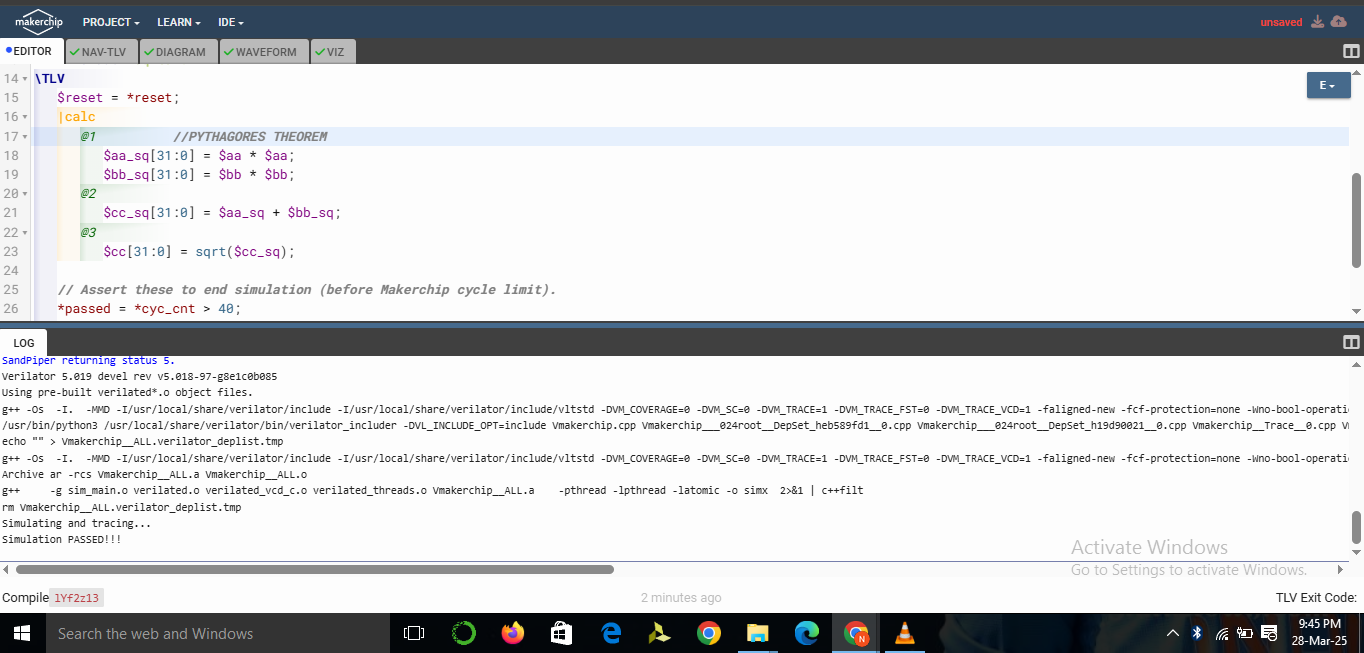 makerchip PROJECT LEARN IDE unsaved
EDITOR NAV-TLV DIAGRAM WAVEFORM VIZ
E
14 \TLV
15 $reset = *reset;
16 |calc
17 @1 //PYTHAGORES THEOREM
18 $aa_sq[31:0] = $aa * $aa;
19 $bb_sq[31:0] = $bb * $bb;
20 @2
21 $cc_sq[31:0] = $aa_sq + $bb_sq;
22 @3
23 $cc[31:0] = sqrt($cc_sq);
24
25 // Assert these to end simulation (before Makerchip cycle limit).
26 *passed = *cyc_cnt > 40;
LOG
SandPiper returning status 5.
Verilator 5.019 devel rev v5.018-97-g8e1c0b085
Using pre-built verilated*.o object files.
g++ -Os -I. -MMD -I/usr/local/share/verilator/include -I/usr/local/share/verilator/include/vltstd -DVM_COVERAGE=0 -DVM_SC=0 -DVM_TRACE=1 -DVM_TRACE_FST=0 -DVM_TRACE_VCD=1 -faligned-new -fcf-protection=none -Wno-bool-operati
/usr/bin/python3 /usr/local/share/verilator/bin/verilator_includer -DVL_INCLUDE_OPT=include Vmakerchip.cpp Vmakerchip___024root__DepSet_heb589fd1__0.cpp Vmakerchip___024root__DepSet_h19d90021__0.cpp Vmakerchip__Trace__0.cpp
echo "" > Vmakerchip__ALL.verilator_deplist.tmp
g++ -Os -I. -MMD -I/usr/local/share/verilator/include -I/usr/local/share/verilator/include/vltstd -DVM_COVERAGE=0 -DVM_SC=0 -DVM_TRACE=1 -DVM_TRACE_FST=0 -DVM_TRACE_VCD=1 -faligned-new -fcf-protection=none -Wno-bool-operati
Archive ar -rcs Vmakerchip__ALL.a Vmakerchip__ALL.o
g++ -g sim_main.o verilated.o verilated_vcd_c.o verilated_threads.o Vmakerchip__ALL.a -pthread -lpthread -latomic -o simx 2>&1 | c++filt
rm Vmakerchip__ALL.verilator_deplist.tmp
Simulating and tracing...
Simulation PASSED!!!
Activate Windows
Go to Settings to activate Windows.
Compile 1Yf2z13 2 minutes ago TLV Exit Code:
Search the web and Windows
N
9:45 PM
28-Mar-25